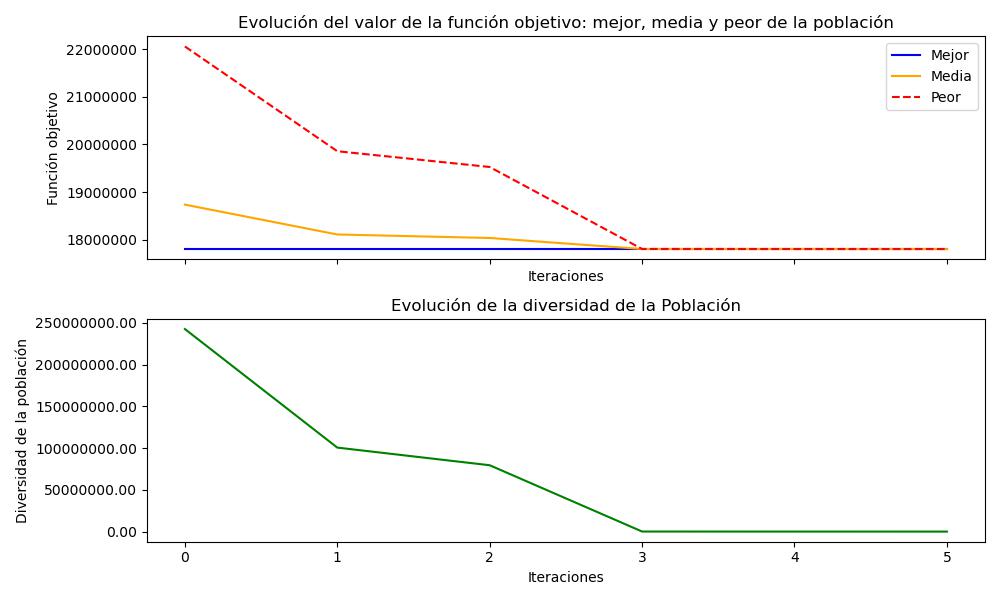 Evolución del valor de la función objetivo: mejor, media y peor de la población
22000000
21000000
20000000
19000000
18000000
Función objetivo
Mejor
Media
Peor
Iteraciones
Evolución de la diversidad de la Población
250000000.00
200000000.00
150000000.00
100000000.00
50000000.00
0.00
Diversidad de la población
0 1 2 3 4 5
Iteraciones